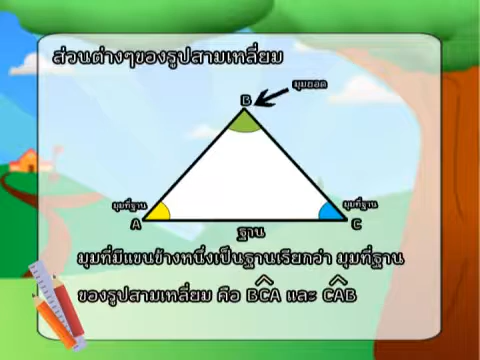 ส่วนต่างๆของรูปสามเหลี่ยม
มุมยอด
B
มุมที่ฐาน
มุมที่ฐาน
A
ฐาน
C
มุมที่มีแขนข้างหนึ่งเป็นฐานเรียกว่า มุมที่ฐาน
ของรูปสามเหลี่ยม คือ BĈA และ CÂB